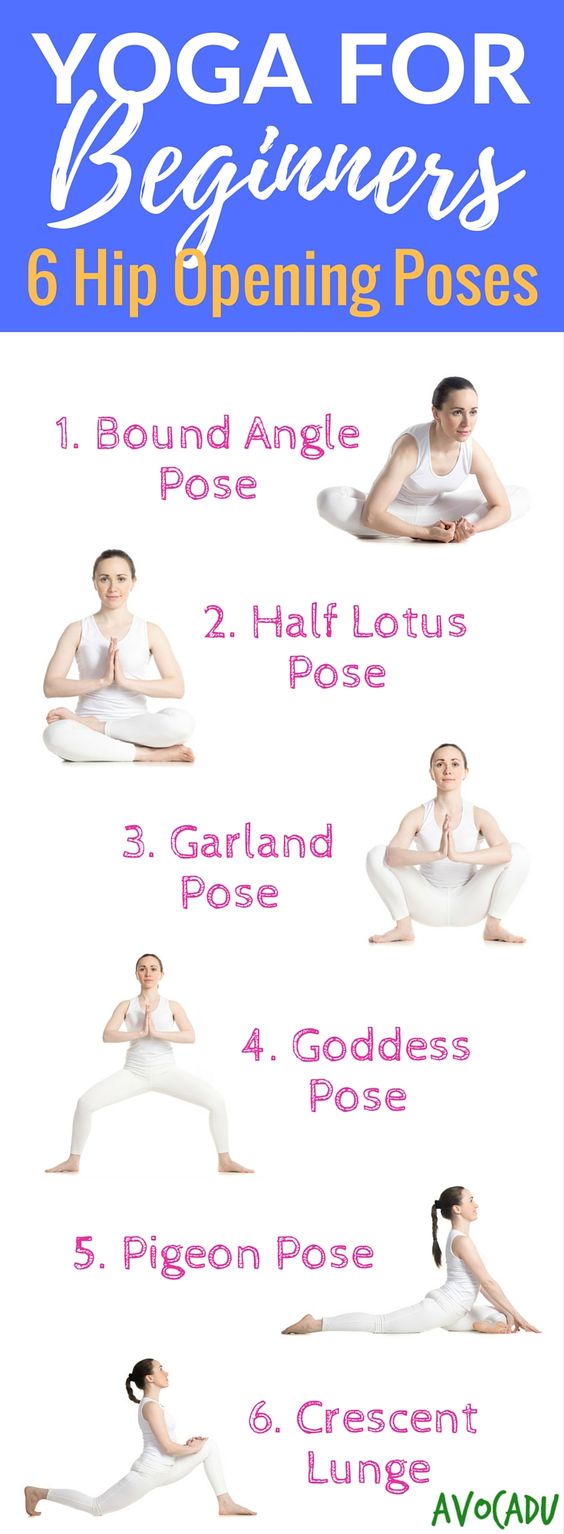 YOGA FOR
Beginners
6 Hip Opening Poses
1. Bound Angle
Pose
2. Half Lotus
Pose
3. Garland
Pose
4. Goddess
Pose
5. Pigeon Pose
6. Crescent
Lunge
AVOCADU